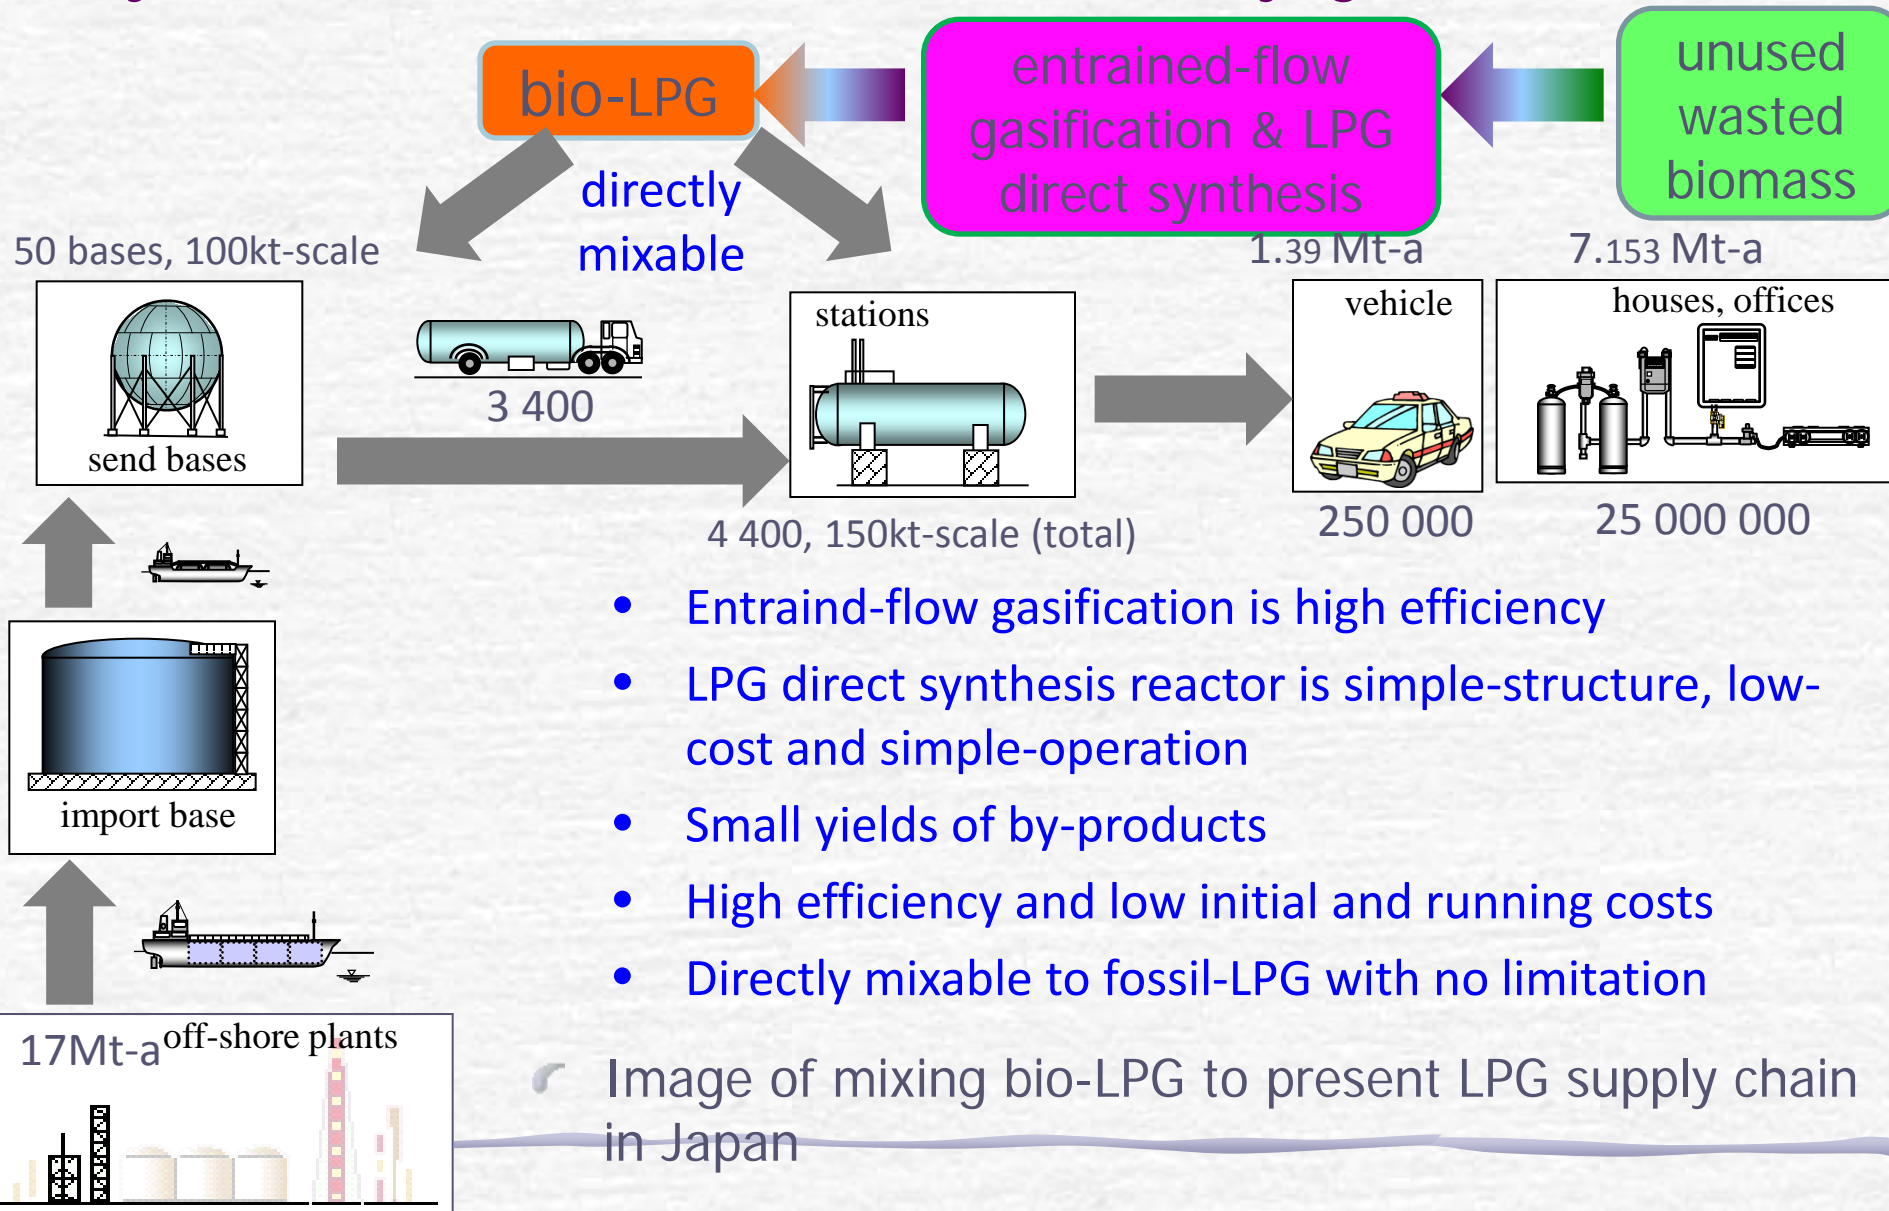 bio-LPG
entrained-flow
gasification & LPG
direct synthesis
unused
wasted
biomass
directly
mixable
50 bases, 100kt-scale
send bases
3 400
stations
4 400, 150kt-scale (total)
1.39 Mt-a
vehicle
250 000
7.153 Mt-a
houses, offices
25 000 000
import base
17Mt-a
off-shore plants
• Entraind-flow gasification is high efficiency
• LPG direct synthesis reactor is simple-structure, low-
cost and simple-operation
• Small yields of by-products
• High efficiency and low initial and running costs
• Directly mixable to fossil-LPG with no limitation
Image of mixing bio-LPG to present LPG supply chain
in Japan